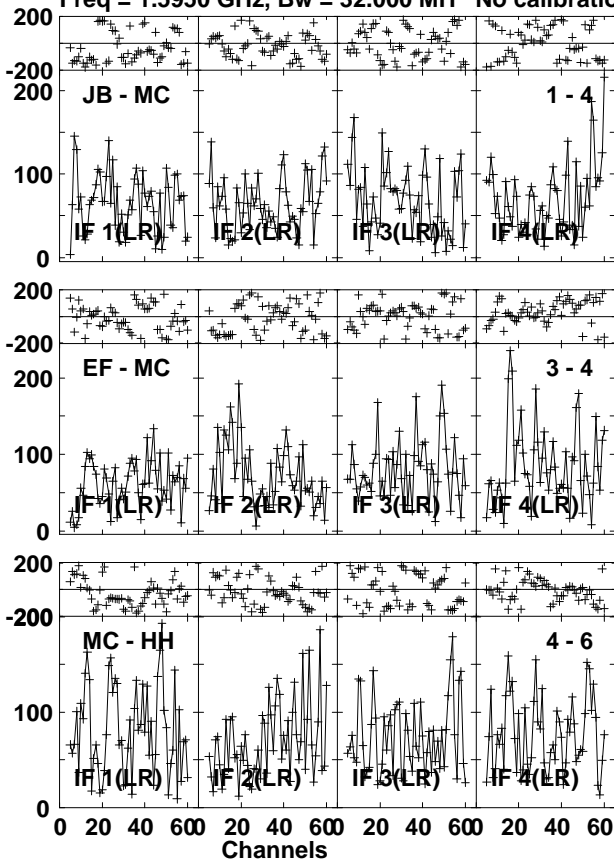 Freq = 1.5950 GHz, Bw = 32.000 MH No calibratio
200
-200
200
JB - MC
1 - 4
100
IF 1(LR)
IF 2(LR)
IF 3(LR)
IF 4(LR)
0
200
-200
200
EF - MC
3 - 4
100
IF 1(LR)
IF 2(LR)
IF 3(LR)
IF 4(LR)
0
200
-200
200
MC - HH
4 - 6
100
IF 1(LR)
IF 2(LR)
IF 3(LR)
IF 4(LR)
0
0 20 40 60 0 20 40 60 0 20 40 60 0 20 40 60
Channels